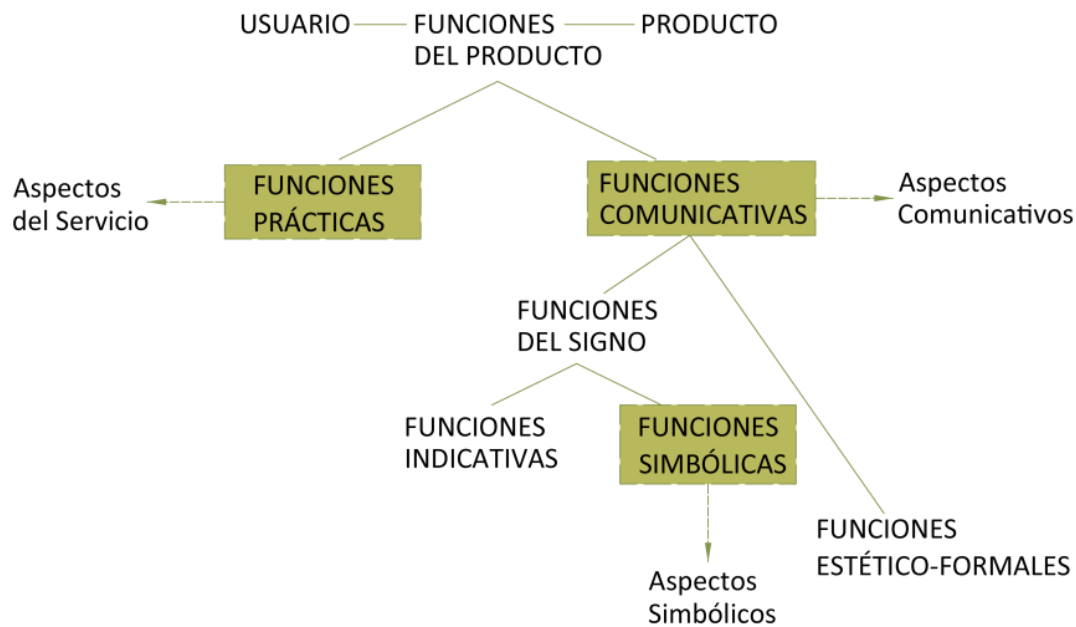 USUARIO FUNCIONES DEL PRODUCTO PRODUCTO
FUNCIONES
PRÁCTICAS
Aspectos
del Servicio
FUNCIONES
COMUNICATIVAS
Aspectos
Comunicativos
FUNCIONES
DEL SIGNO
FUNCIONES
INDICATIVAS
FUNCIONES
SIMBÓLICAS
FUNCIONES
ESTÉTICO-FORMALES
Aspectos
Simbólicos